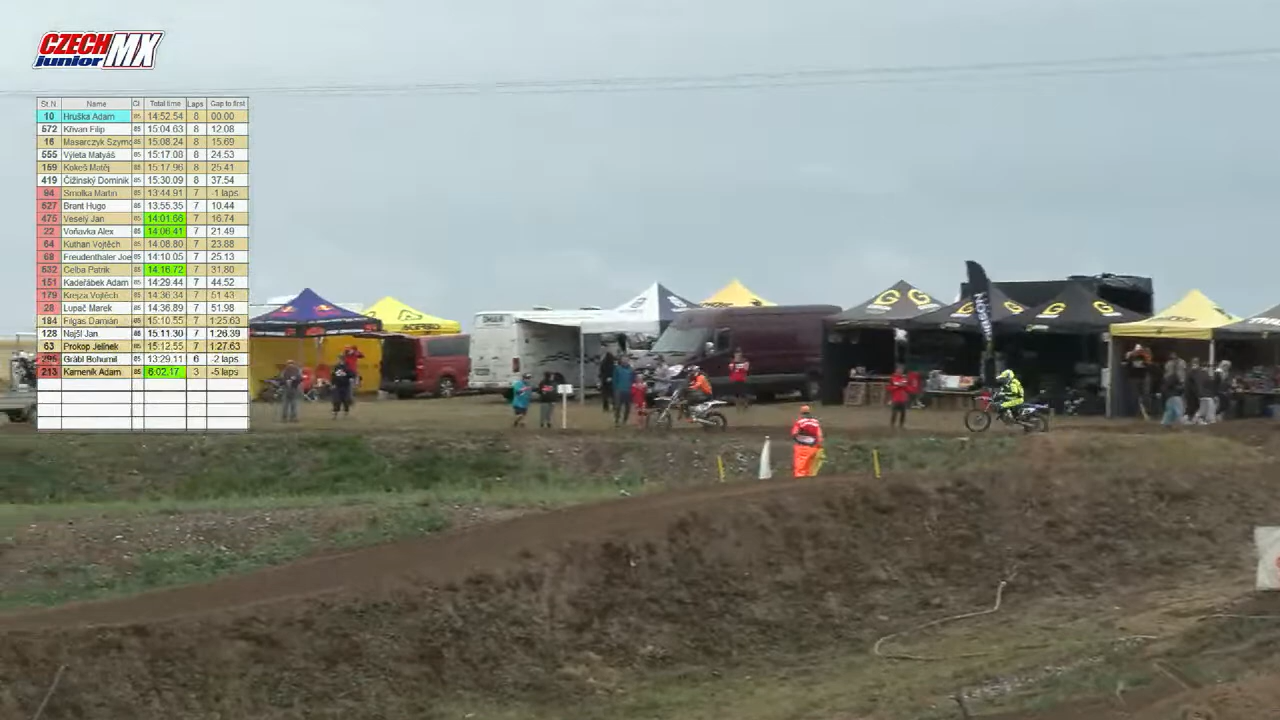 CZECH MX
junior
St.N Name Cl Total time Laps Gap to first
10 Hruška Adam 85 14:52.54 8 00.00
572 Křivan Filip 85 15:04.63 8 12.08
16 Masarczyk Szymo 85 15:08.24 8 15.69
555 Výleta Matyáš 85 15:17.08 8 24.53
159 Kokeš Matěj 85 15:17.96 8 25.41
419 Čížinský Dominik 85 15:30.09 8 37.54
94 Smolka Martin 85 13:44.91 7 -1 laps
527 Brant Hugo 85 13:55.35 7 10.44
475 Veselý Jan 85 14:01.66 7 16.74
22 Voňavka Alex 85 14:06.41 7 21.49
64 Kuthan Vojtěch 85 14:08.80 7 23.88
68 Freudenthaler Joe 85 14:10.05 7 25.13
532 Celba Patrik 85 14:16.72 7 31.80
151 Kadeřábek Adam 85 14:29.44 7 44.52
179 Krejza Vojtěch 85 14:36.34 7 51.43
28 Lupač Marek 85 14:36.89 7 51.98
184 Filgas Damián 85 15:10.57 7 1:25.63
128 Najšl Jan 85 15:11.30 7 1:26.39
63 Prokop Jelínek 85 15:12.55 7 1:27.63
295 Grábl Bohumil 85 13:29.11 6 -2 laps
213 Kameník Adam 85 6:02.17 3 -5 laps
ACERBIS
G G